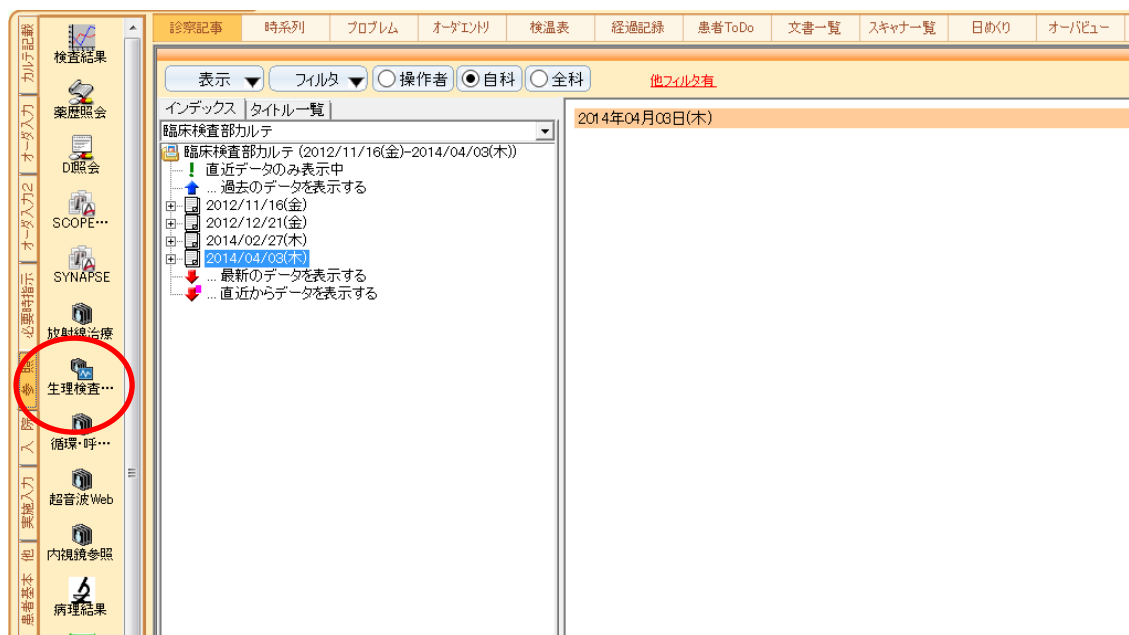 カルテ記載
オーダ入力
オーダ入力2
必要時指示
参 照
入 院
実施入力
他
患者基本
検査結果
薬歴照会
DI照会
SCOPE…
SYNAPSE
放射線治療
生理検査…
循環・呼…
超音波Web
内視鏡参照
病理結果
診察記事 時系列 プロブレム オーダエントリ 検温表 経過記録 患者ToDo 文書一覧 スキャナ一覧 日めくり オーバビュー
表示 フィルタ 操作者 自科 全科 他フィルタ有
インデックス タイトル一覧
臨床検査部カルテ
臨床検査部カルテ (2012/11/16(金)-2014/04/03(木))
直近データのみ表示中
... 過去のデータを表示する
2012/11/16(金)
2012/12/21(金)
2014/02/27(木)
2014/04/03(木)
... 最新のデータを表示する
... 直近からデータを表示する
2014年04月03日(木)